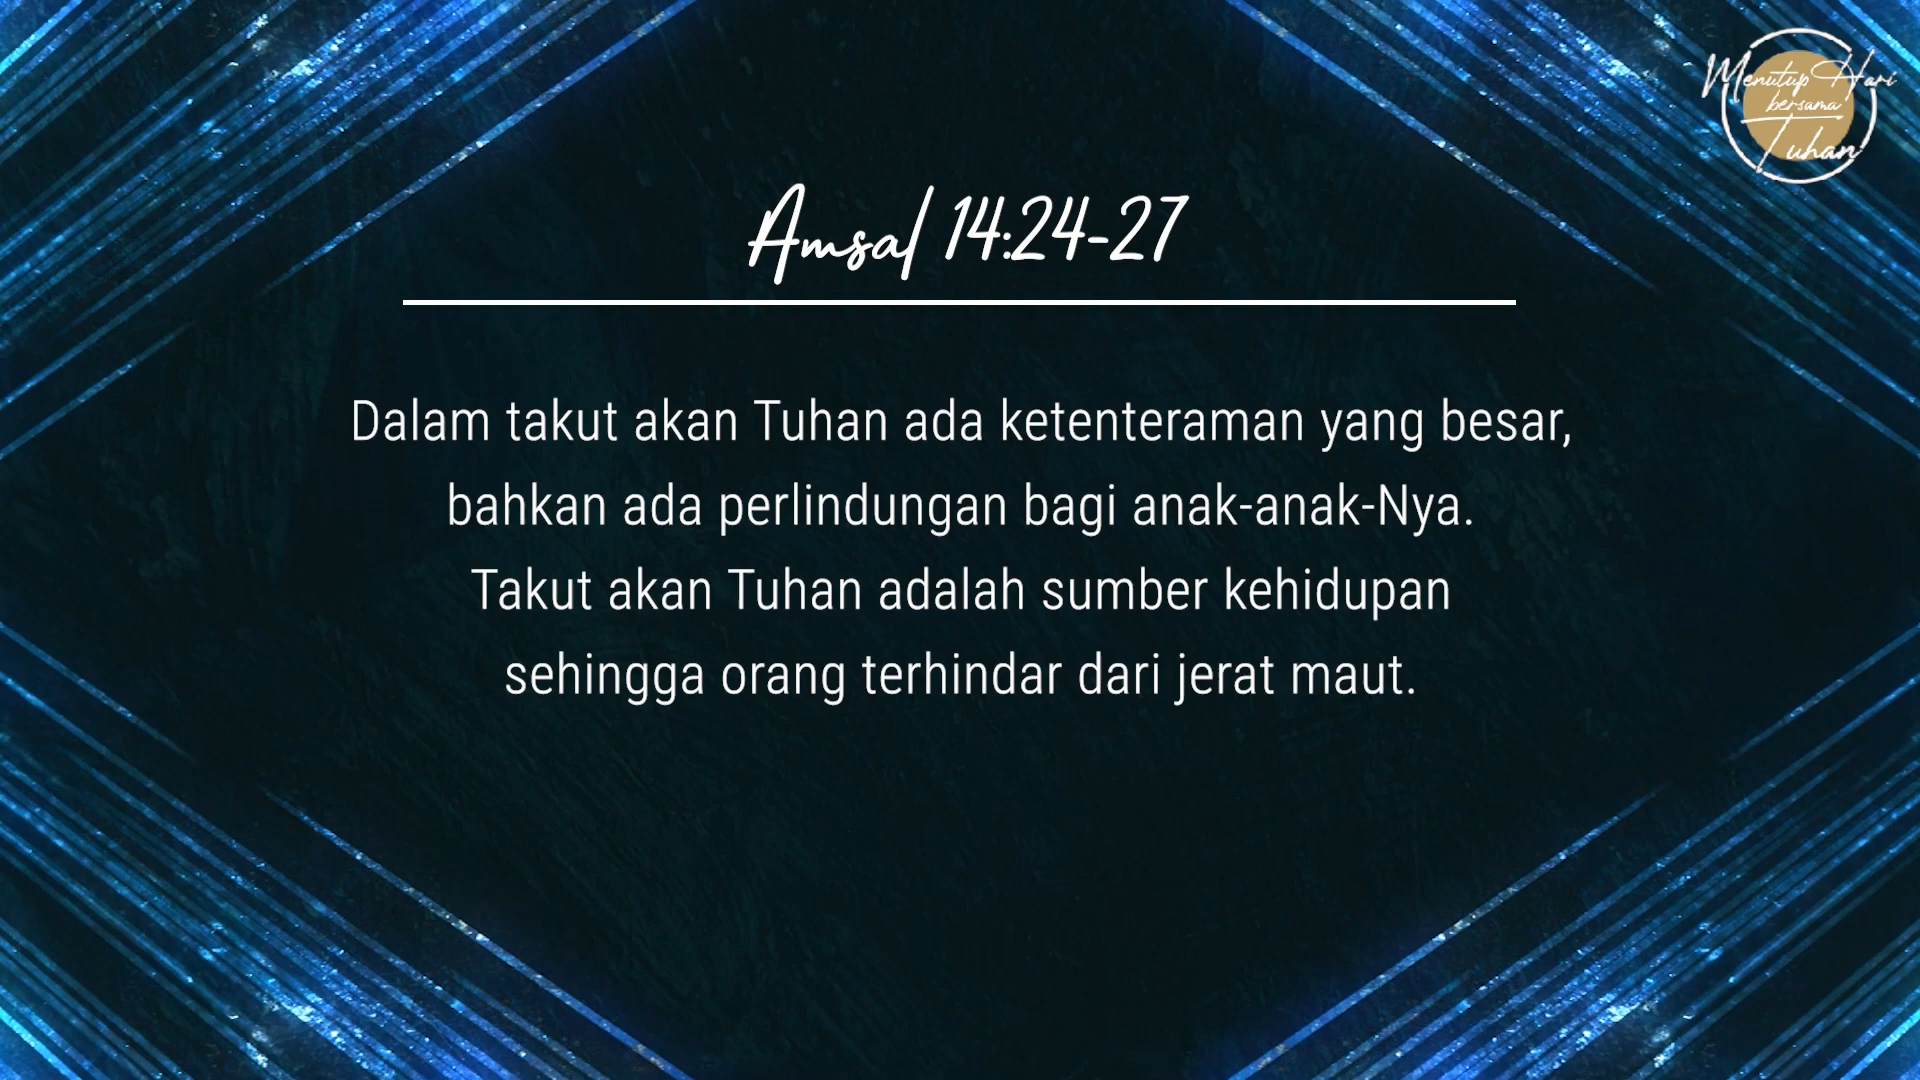 Menutup Hari
bersama
Tuhan
Amsal 14:24-27
Dalam takut akan Tuhan ada ketenteraman yang besar,
bahkan ada perlindungan bagi anak-anak-Nya.
Takut akan Tuhan adalah sumber kehidupan
sehingga orang terhindar dari jerat maut.